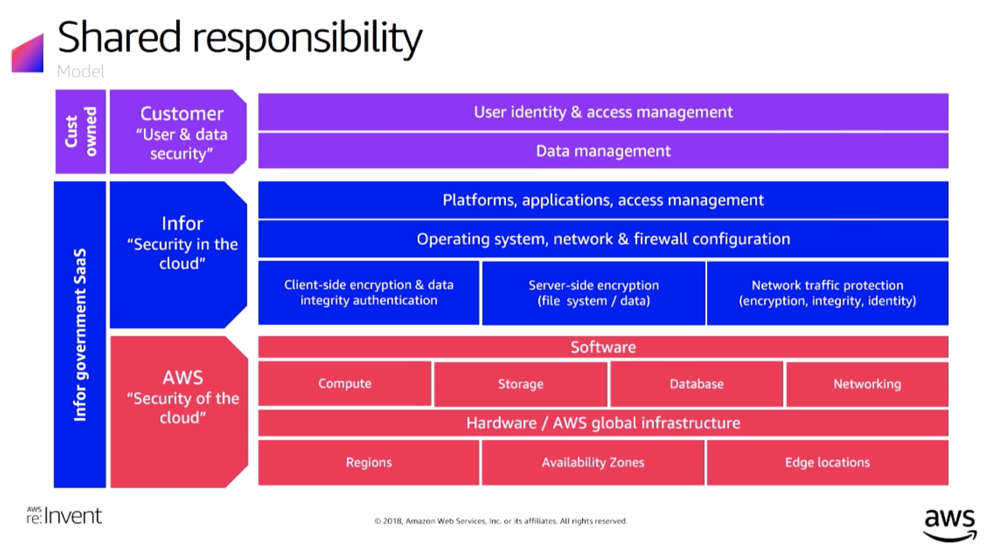 Shared responsibility
Model
Cust
owned
Customer
“User & data
security”
User identity & access management
Data management
Infor government SaaS
Infor
“Security in the
cloud”
Platforms, applications, access management
Operating system, network & firewall configuration
Client-side encryption & data
integrity authentication
Server-side encryption
(file system / data)
Network traffic protection
(encryption, integrity, identity)
AWS
“Security of the
cloud”
Software
Compute
Storage
Database
Networking
Hardware / AWS global infrastructure
Regions
Availability Zones
Edge locations
AWS
re:Invent
© 2018, Amazon Web Services, Inc. or its affiliates. All rights reserved.
aws